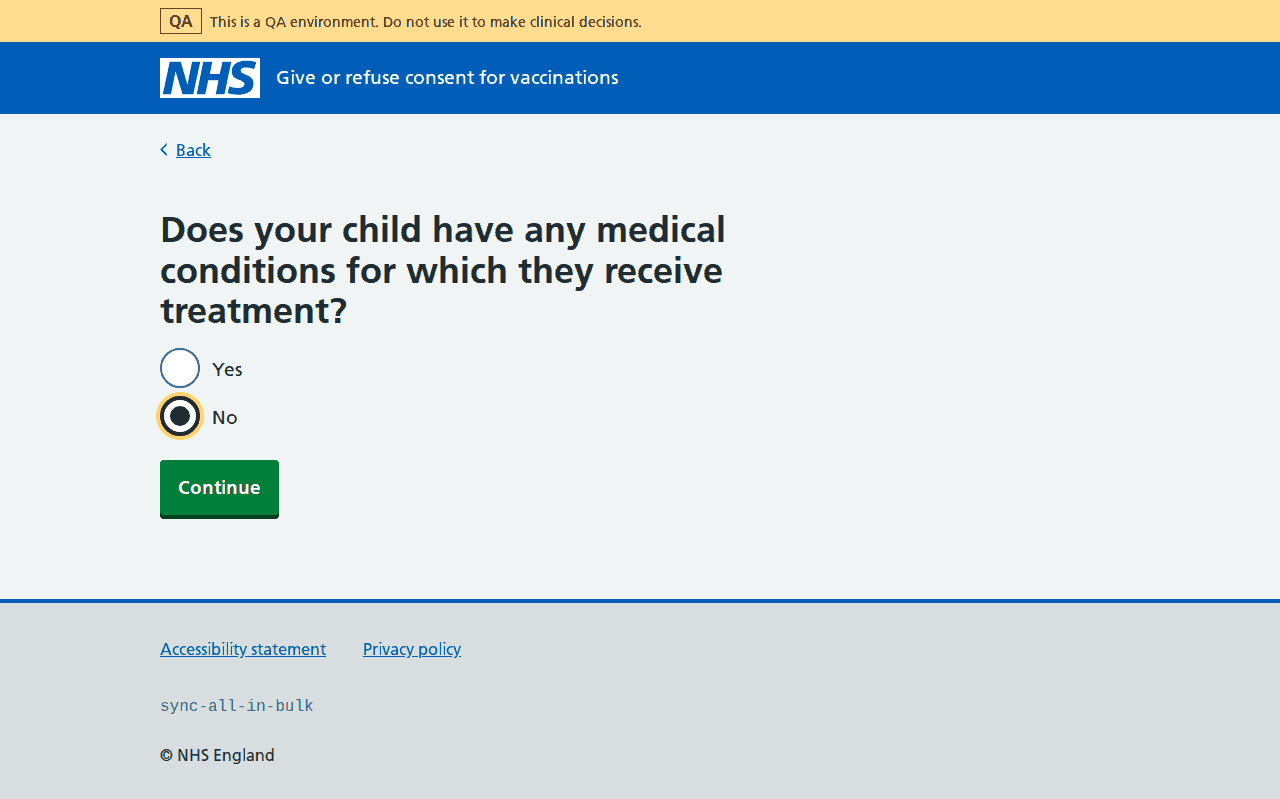 QA This is a QA environment. Do not use it to make clinical decisions.
NHS Give or refuse consent for vaccinations
Back
Does your child have any medical
conditions for which they receive
treatment?
Yes
No
Continue
Accessibility statement Privacy policy
sync-all-in-bulk
© NHS England